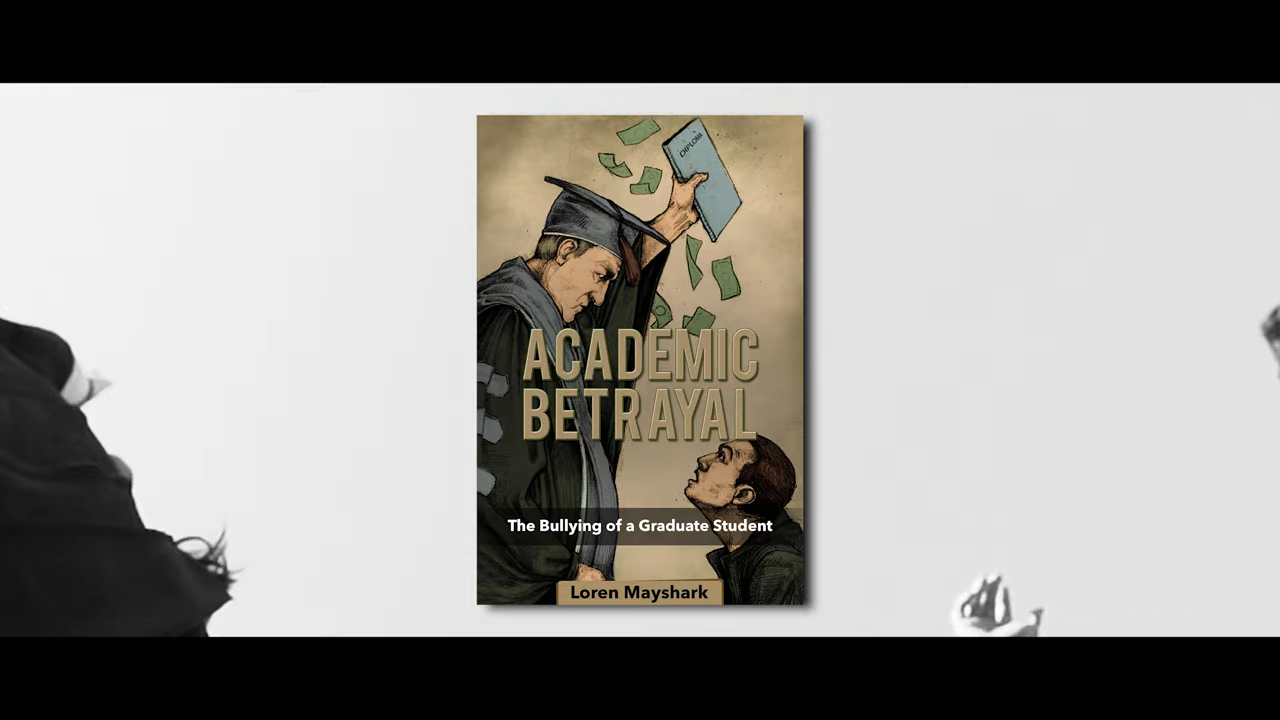 DIPLOMA
ACADEMIC
BETRAYAL
The Bullying of a Graduate Student
Loren Mayshark